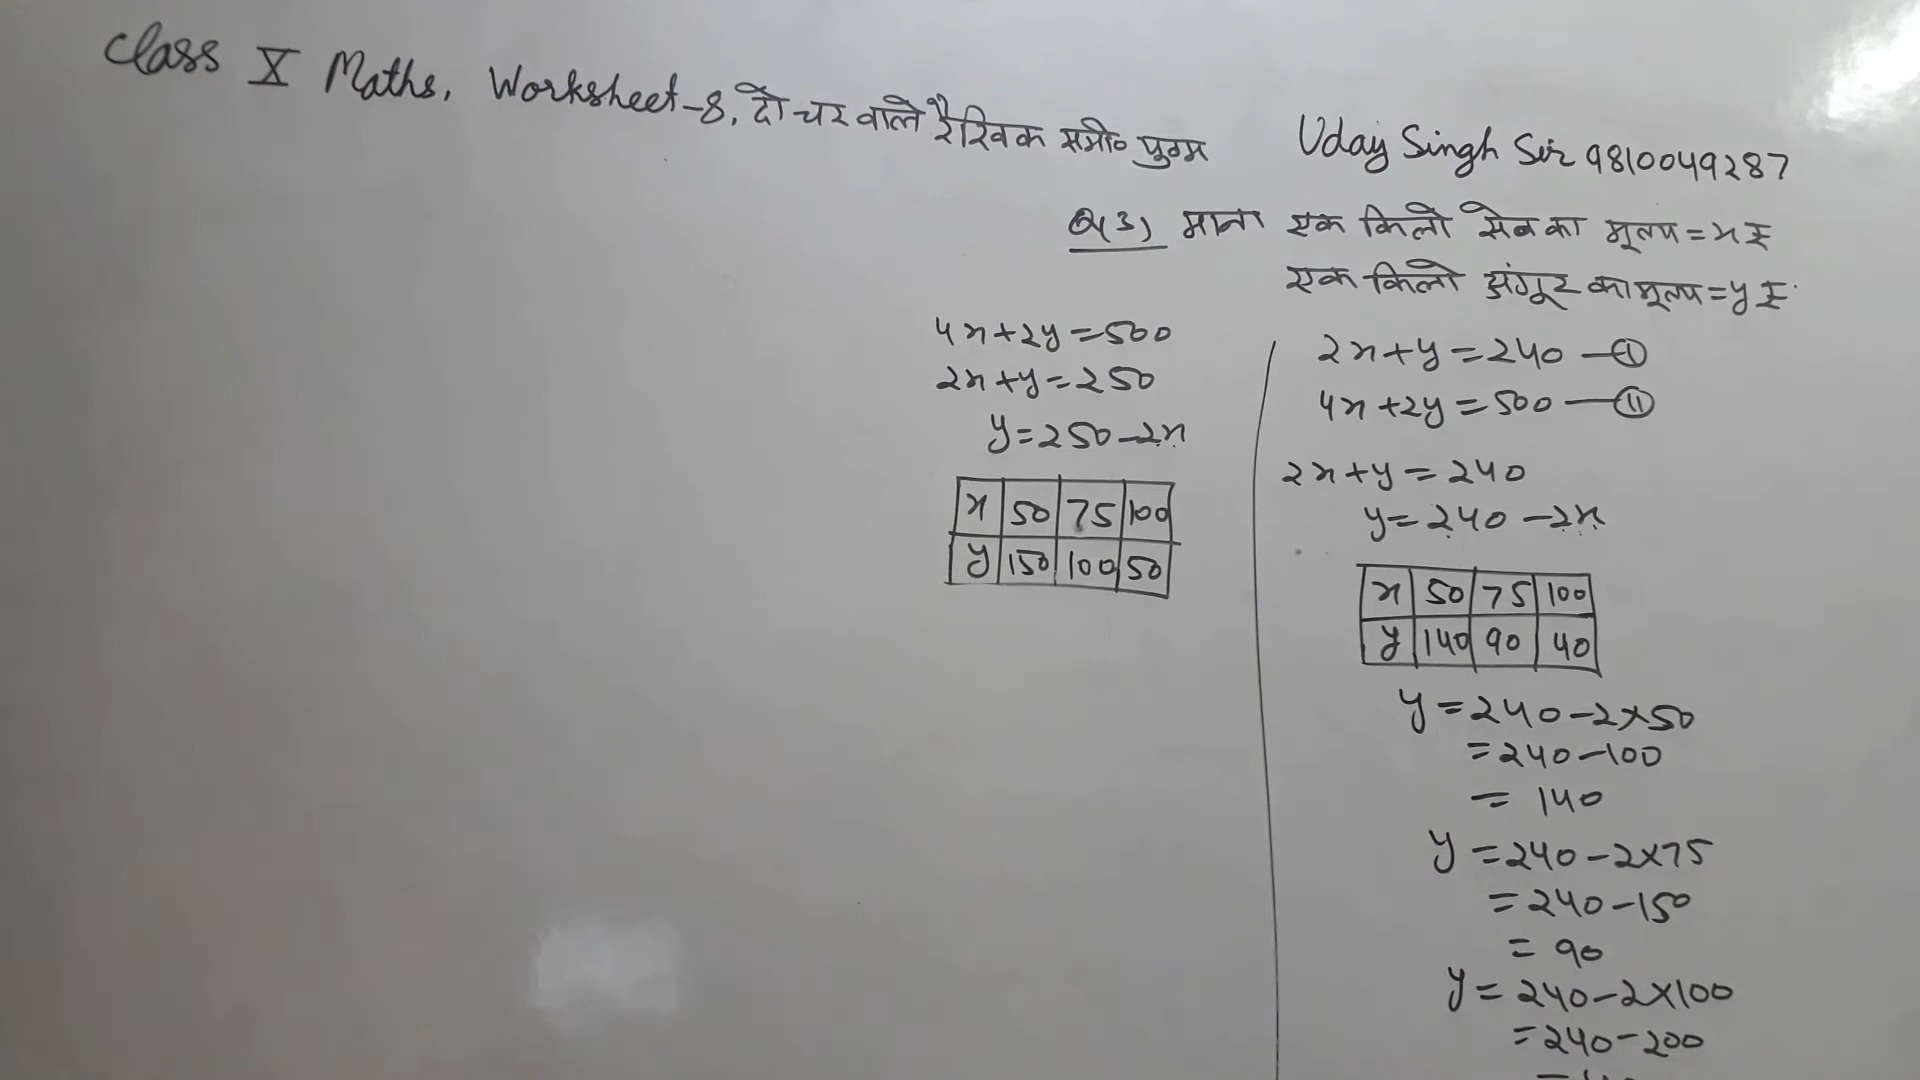 Class X Maths, Worksheet-8, दो चर वाले रैखिक समी० युग्म
Uday Singh Sir 9810049287
Q(3) माना एक किलो सेब का मूल्य = x ₹
एक किलो अंगूर का मूल्य = y ₹
2x+y=240 —①
4x+2y=500 —⑪
2x+y=240
y=240-2x
x 50 75 100
y 140 90 40
y=240-2×50
=240-100
= 140
y=240-2×75
=240-150
= 90
y=240-2×100
=240-200
4x+2y=500
2x+y=250
y=250-2x
x 50 75 100
y 150 100 50